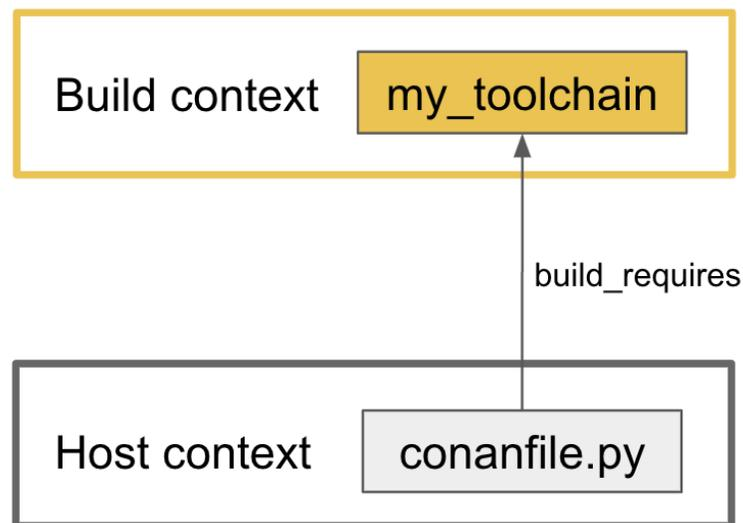 Build context
my_toolchain
build_requires
Host context
conanfile.py